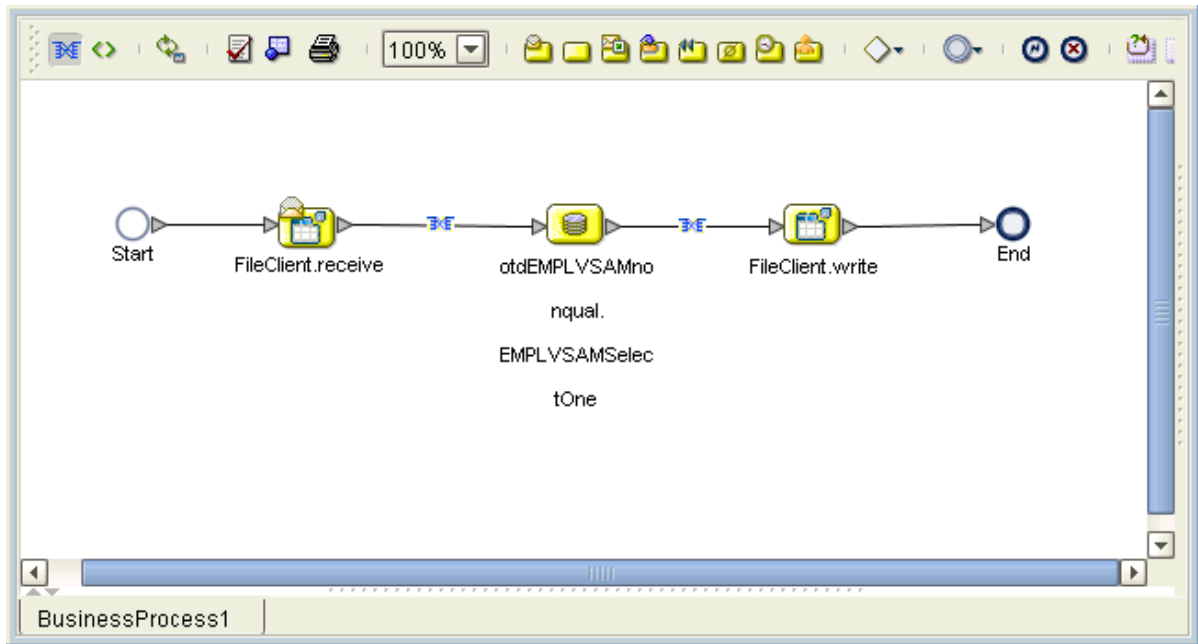 100%
Start
FileClient.receive
otdEMPLVSAMno
nqual.
EMPLVSAMSelec
tOne
FileClient.write
End
BusinessProcess1